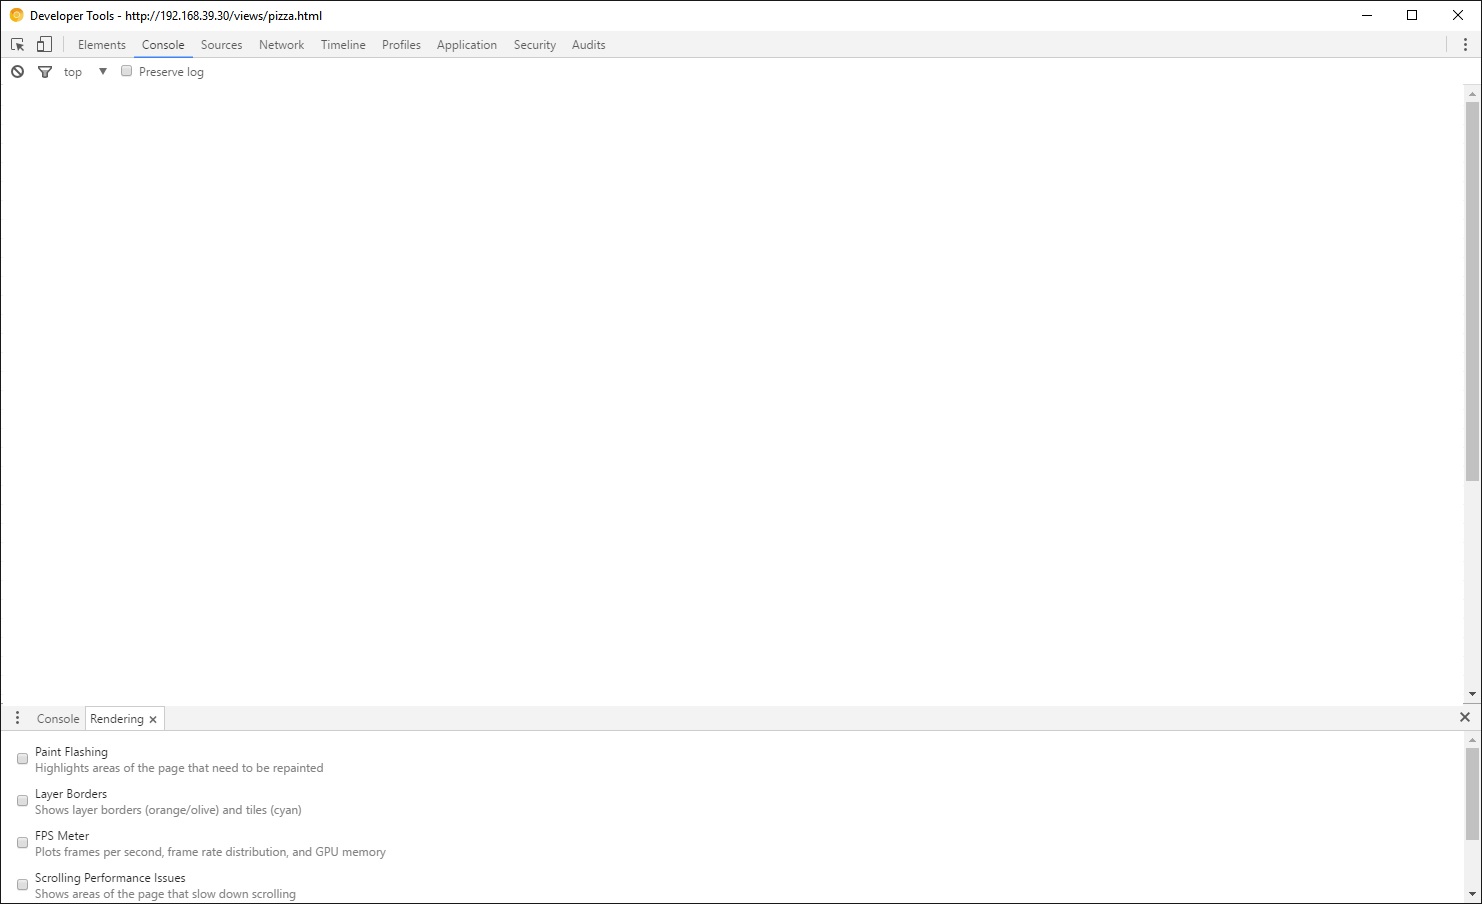 Developer Tools - http://192.168.39.30/views/pizza.html
Elements Console Sources Network Timeline Profiles Application Security Audits
top Preserve log
Console Rendering
Paint Flashing
Highlights areas of the page that need to be repainted
Layer Borders
Shows layer borders (orange/olive) and tiles (cyan)
FPS Meter
Plots frames per second, frame rate distribution, and GPU memory
Scrolling Performance Issues
Shows areas of the page that slow down scrolling